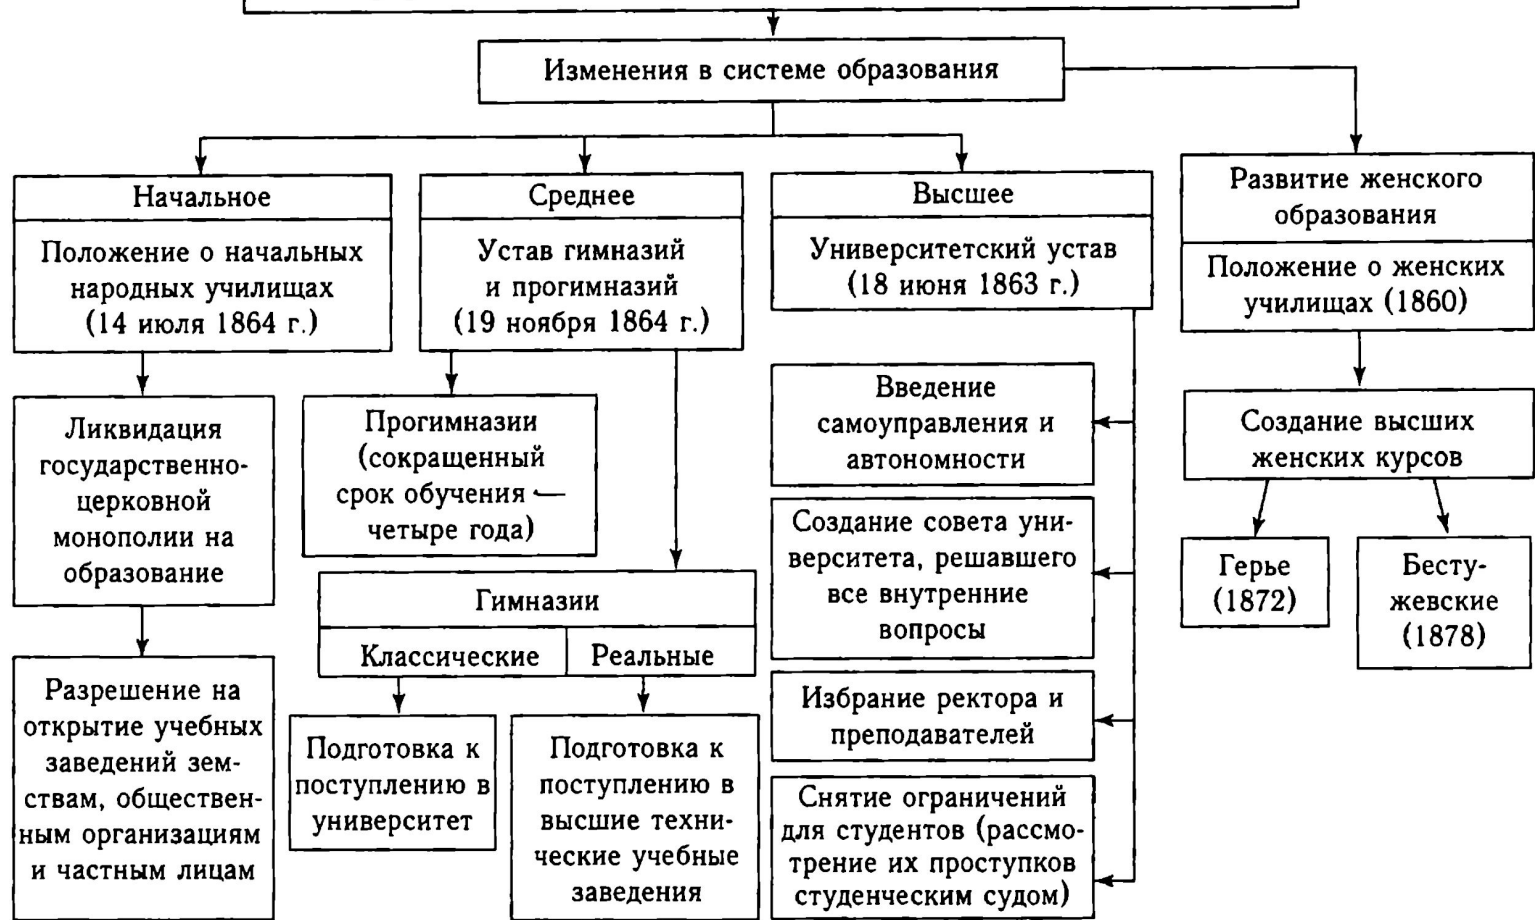 Изменения в системе образования
Начальное
Положение о начальных
народных училищах
(14 июля 1864 г.)
Ликвидация
государственно-
церковной
монополии на
образование
Разрешение на
открытие учебных
заведений зем-
ствам, обществен-
ным организациям
и частным лицам
Среднее
Устав гимназий
и прогимназий
(19 ноября 1864 г.)
Прогимназии
(сокращенный
срок обучения —
четыре года)
Гимназии
Классические
Реальные
Подготовка к
поступлению в
университет
Подготовка к
поступлению в
высшие техни-
ческие учебные
заведения
Высшее
Университетский устав
(18 июня 1863 г.)
Введение
самоуправления и
автономности
Создание совета уни-
верситета, решавшего
все внутренние
вопросы
Избрание ректора и
преподавателей
Снятие ограничений
для студентов (рассмо-
трение их проступков
студенческим судом)
Развитие женского
образования
Положение о женских
училищах (1860)
Создание высших
женских курсов
Герье
(1872)
Бесту-
жевские
(1878)